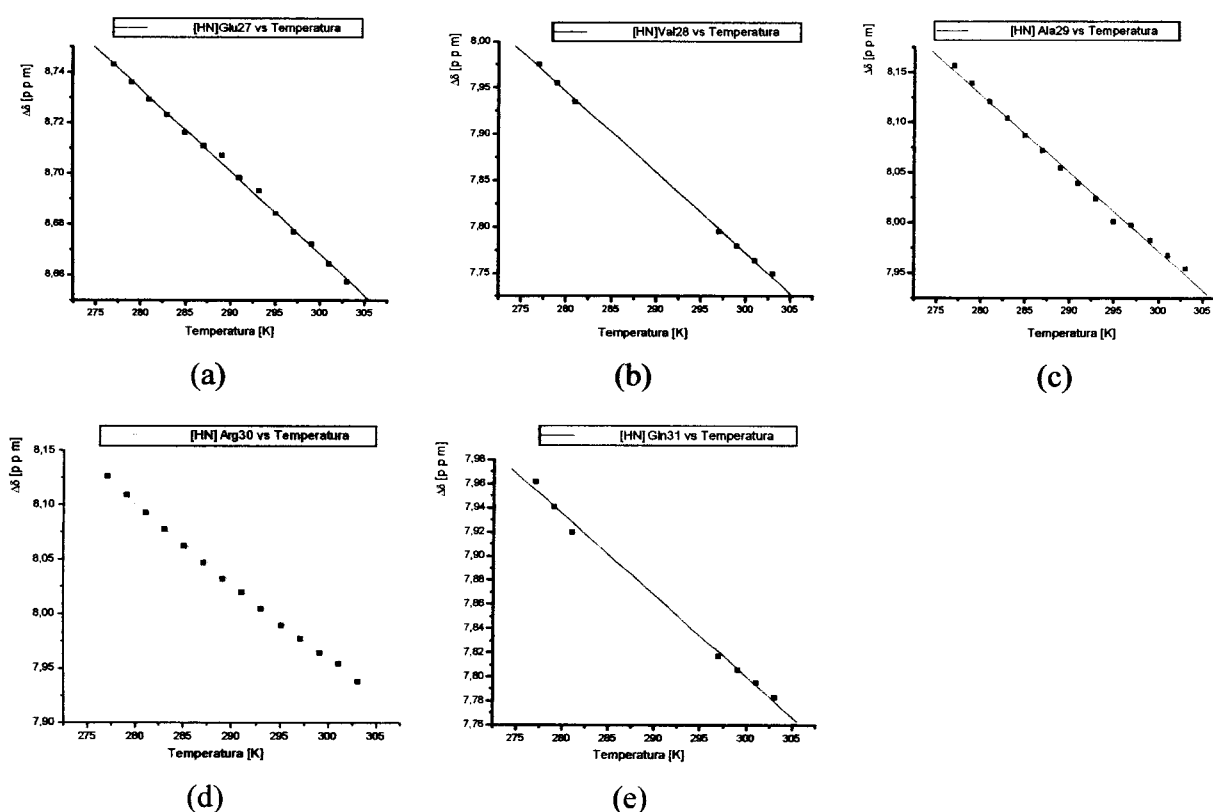 [HN]Glu27 vs Temperatura
Δδ [p p m]
8,74
8,72
8,70
8,68
8,66
275 280 285 290 295 300 305
Temperatura [K]
(a)
[HN]Val28 vs Temperatura
Δδ [p p m]
8,00
7,95
7,90
7,80
7,75
275 280 285 290 295 300 305
Temperatura [K]
(b)
[HN] Ala29 vs Temperatura
Δδ [p p m]
8,15
8,10
8,05
8,00
7,95
275 280 285 290 295 300 305
Temperatura [K]
(c)
[HN] Arg30 vs Temperatura
Δδ [p p m]
8,15
8,10
8,05
8,00
7,95
7,90
275 280 285 290 295 300 305
Temperatura [K]
(d)
[HN] Gln31 vs Temperatura
Δδ [p p m]
7,98
7,96
7,94
7,92
7,88
7,86
7,84
7,82
7,80
7,78
7,76
275 280 285 290 295 300 305
Temperatura [K]
(e)